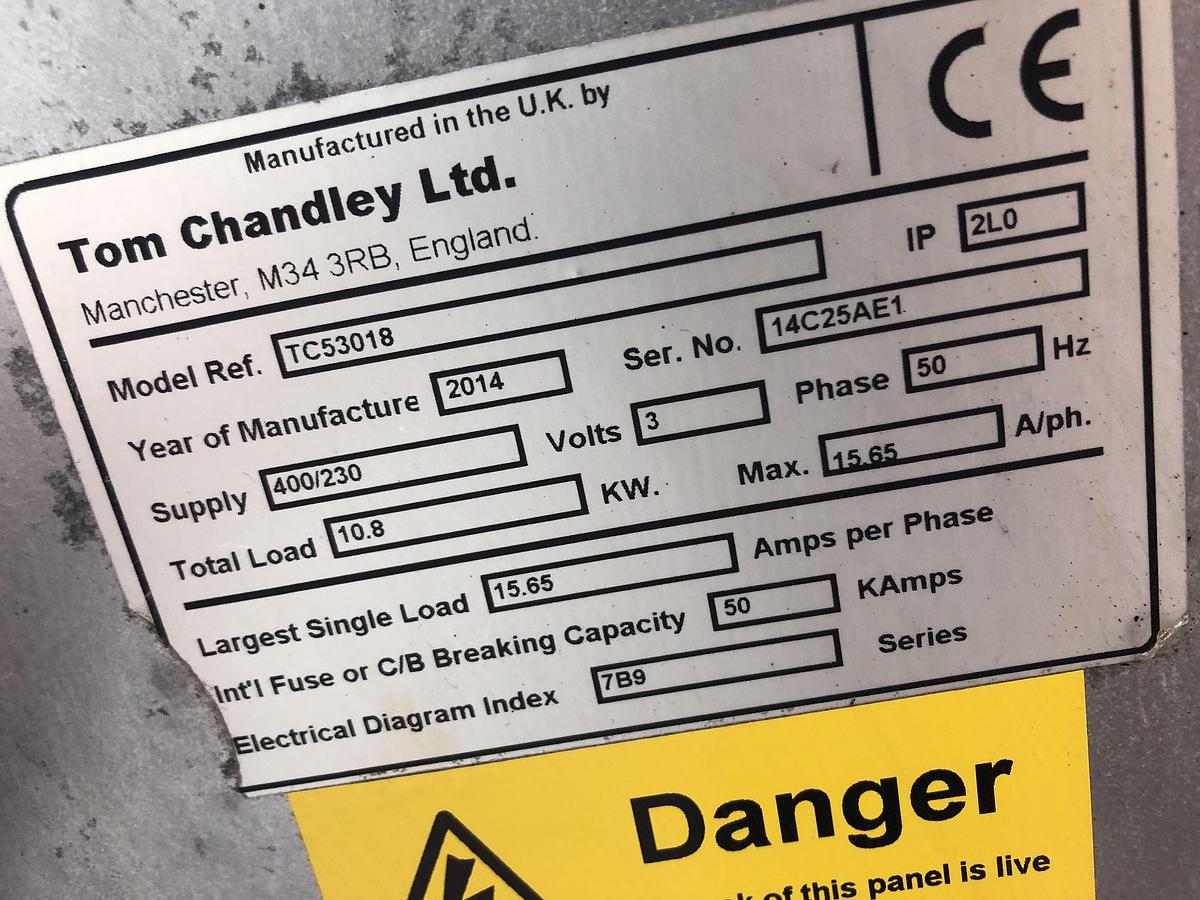 Manufactured in the U.K. by
CE
Tom Chandley Ltd.
Manchester, M34 3RB, England.
IP 2L0
Model Ref. TC53018
Year of Manufacture 2014 Ser. No. 14C25AE1
Supply 400/230 Volts 3 Phase 50 Hz
Total Load 10.8 KW. Max. 15.65 A/ph.
Largest Single Load 15.65 Amps per Phase
Int'l Fuse or C/B Breaking Capacity 50 KAmps
Electrical Diagram Index 7B9 Series
Danger
of this panel is live